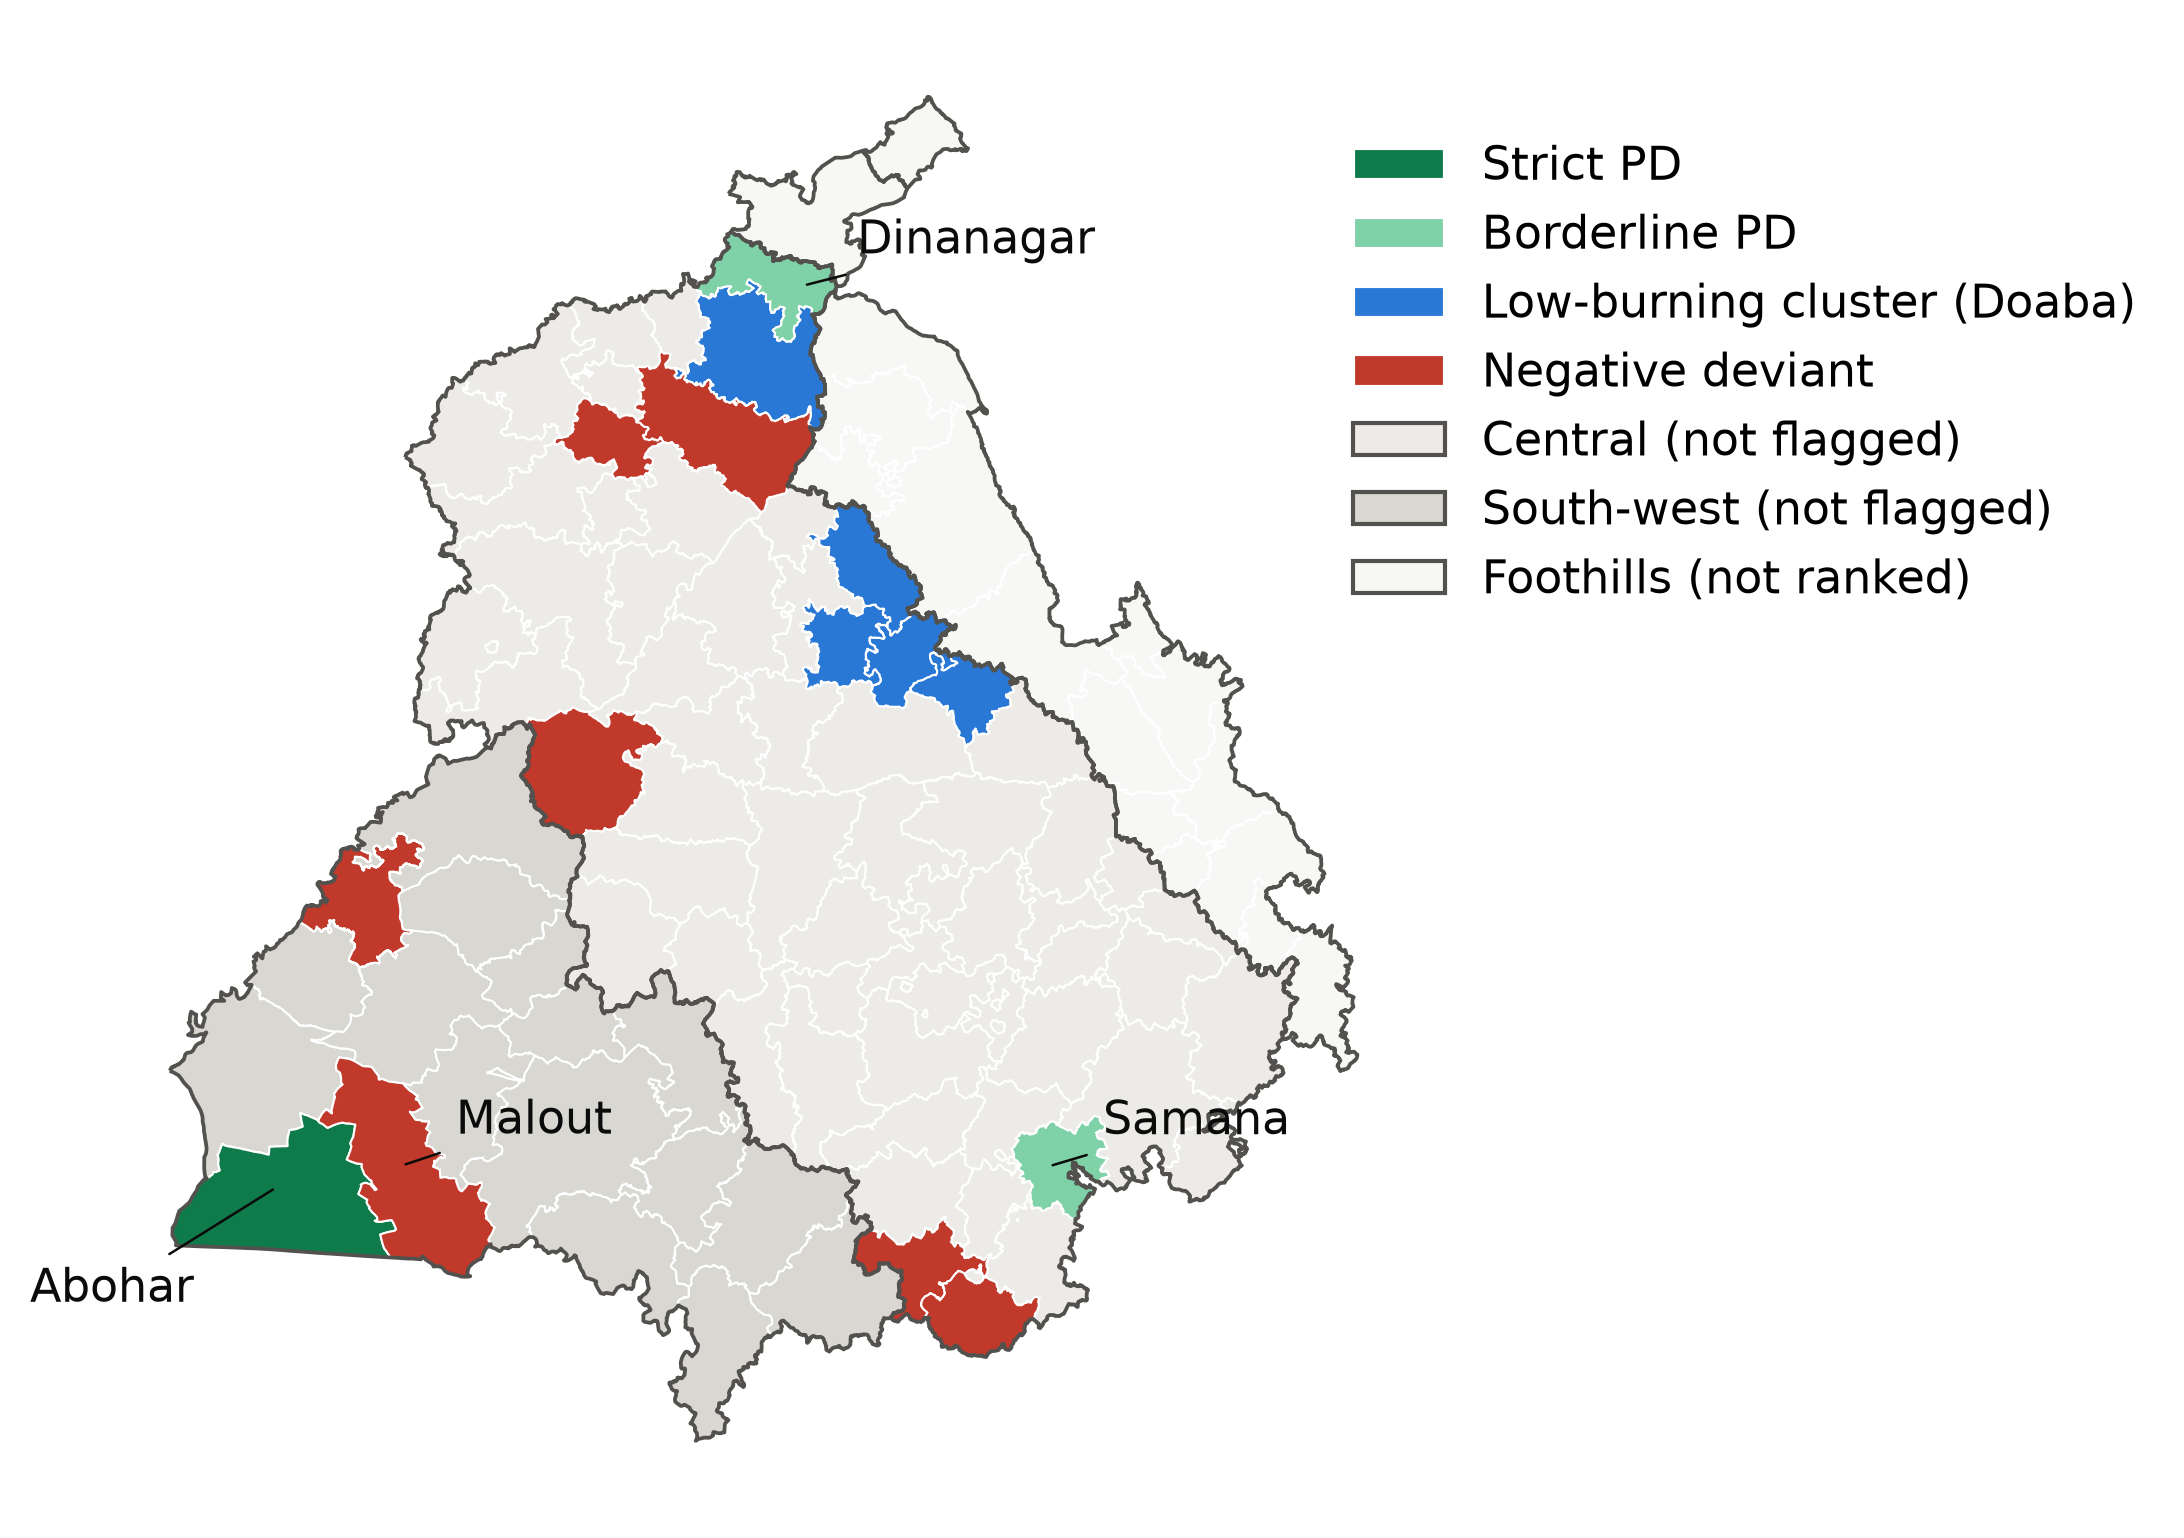 Dinanagar
Malout
Samana
Abohar
Strict PD
Borderline PD
Low-burning cluster (Doaba)
Negative deviant
Central (not flagged)
South-west (not flagged)
Foothills (not ranked)